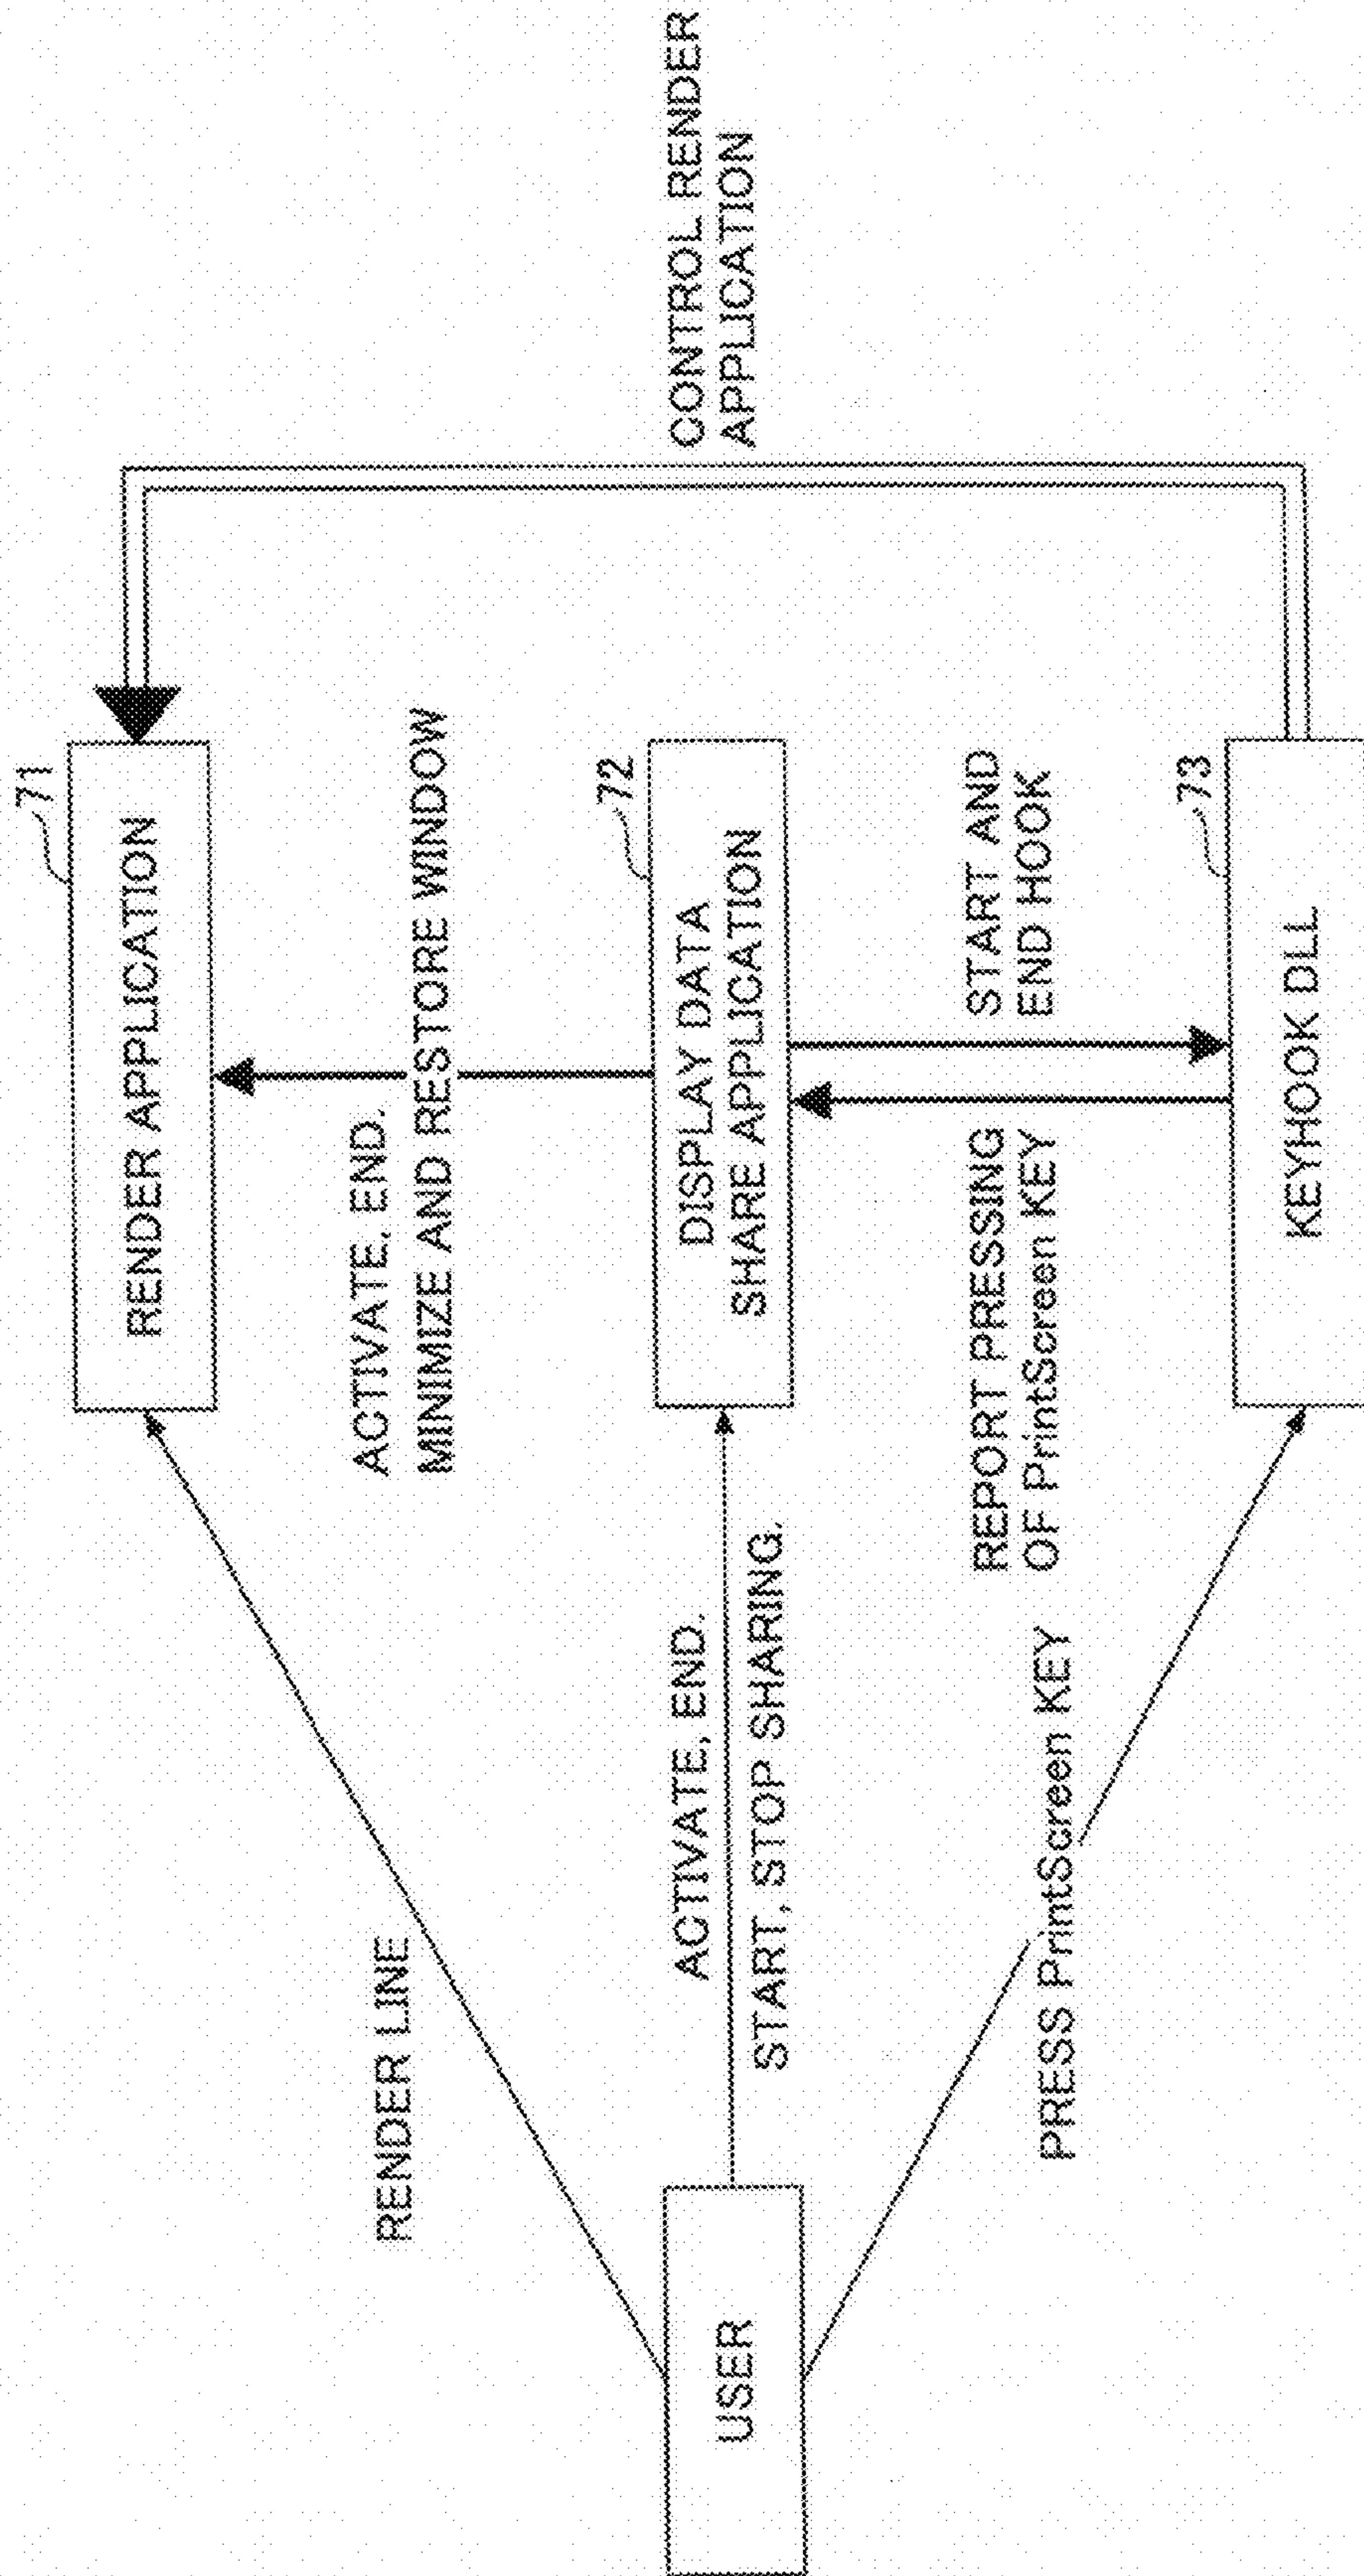 71
RENDER APPLICATION
RENDER LINE
ACTIVATE, END.
MINIMIZE AND RESTORE WINDOW
72
DISPLAY DATA
SHARE APPLICATION
CONTROL RENDER
APPLICATION
USER
ACTIVATE, END.
START, STOP SHARING.
REPORT PRESSING
OF PrintScreen KEY
START AND
END HOOK
PRESS PrintScreen KEY
73
KEYHOOK DLL